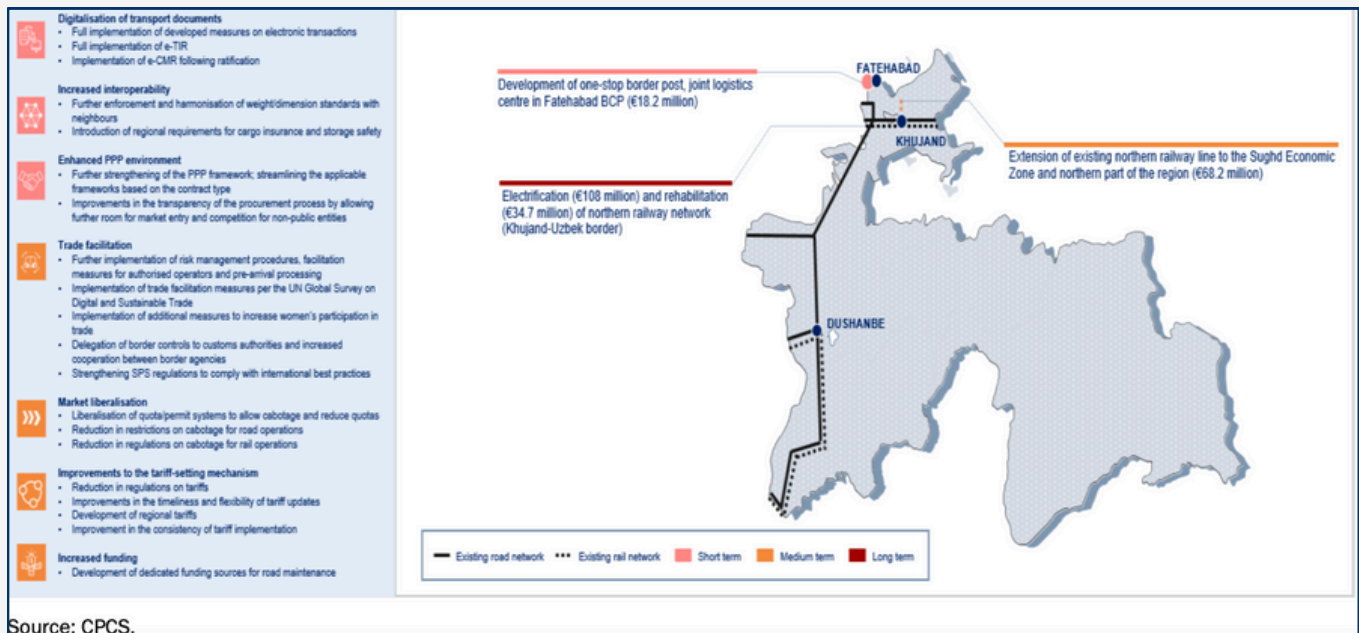 Digitalisation of transport documents
• Full implementation of developed measures on electronic transactions
• Full implementation of e-TIR
• Implementation of e-CMR following ratification
Increased interoperability
• Further enforcement and harmonisation of weight/dimension standards with
neighbours
• Introduction of regional requirements for cargo insurance and storage safety
Enhanced PPP environment
• Further strengthening of the PPP framework; streamlining the applicable
frameworks based on the contract type
• Improvements in the transparency of the procurement process by allowing
further room for market entry and competition for non-public entities
Trade facilitation
• Further implementation of risk management procedures, facilitation
measures for authorised operators and pre-arrival processing
• Implementation of trade facilitation measures per the UN Global Survey on
Digital and Sustainable Trade
• Implementation of additional measures to increase women's participation in
trade
• Delegation of border controls to customs authorities and increased
cooperation between border agencies
• Strengthening SPS regulations to comply with international best practices
Market liberalisation
• Liberalisation of quota/permit systems to allow cabotage and reduce quotas
• Reduction in restrictions on cabotage for road operations
• Reduction in regulations on cabotage for rail operations
Improvements to the tariff-setting mechanism
• Reduction in regulations on tariffs
• Improvements in the timeliness and flexibility of tariff updates
• Development of regional tariffs
• Improvement in the consistency of tariff implementation
Increased funding
• Development of dedicated funding sources for road maintenance
FATEHABAD
Development of one-stop border post, joint logistics
centre in Fatehabad BCP (€18.2 million)
KHUJAND
Extension of existing northern railway line to the Sughd Economic
Zone and northern part of the region (€68.2 million)
Electrification (€108 million) and rehabilitation
(€34.7 million) of northern railway network
(Khujand-Uzbek border)
DUSHANBE
Existing road network
Existing rail network
Short term
Medium term
Long term
Source: CPCS.